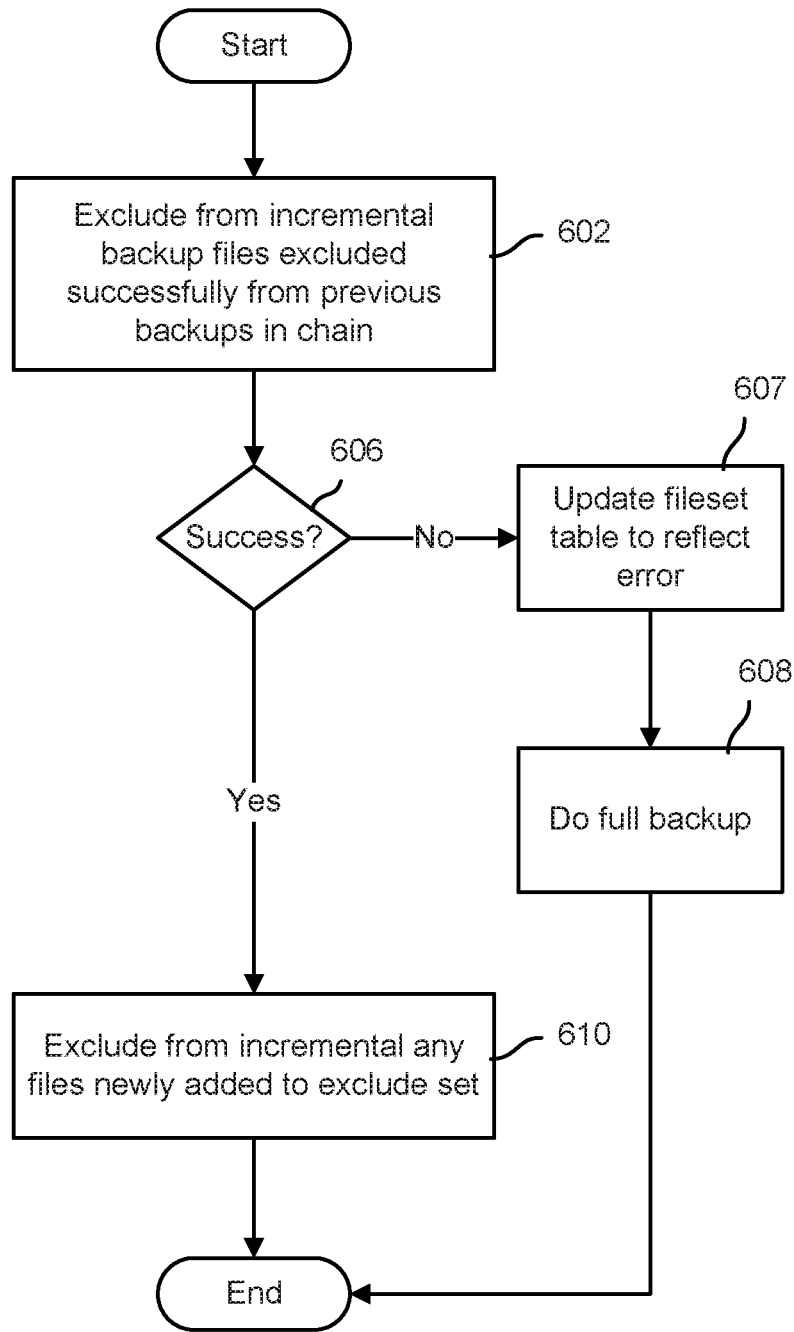 Start
Exclude from incremental
backup files excluded
successfully from previous
backups in chain
602
606
Success?
No
607
Update fileset
table to reflect
error
608
Do full backup
Yes
Exclude from incremental any
files newly added to exclude set
610
End